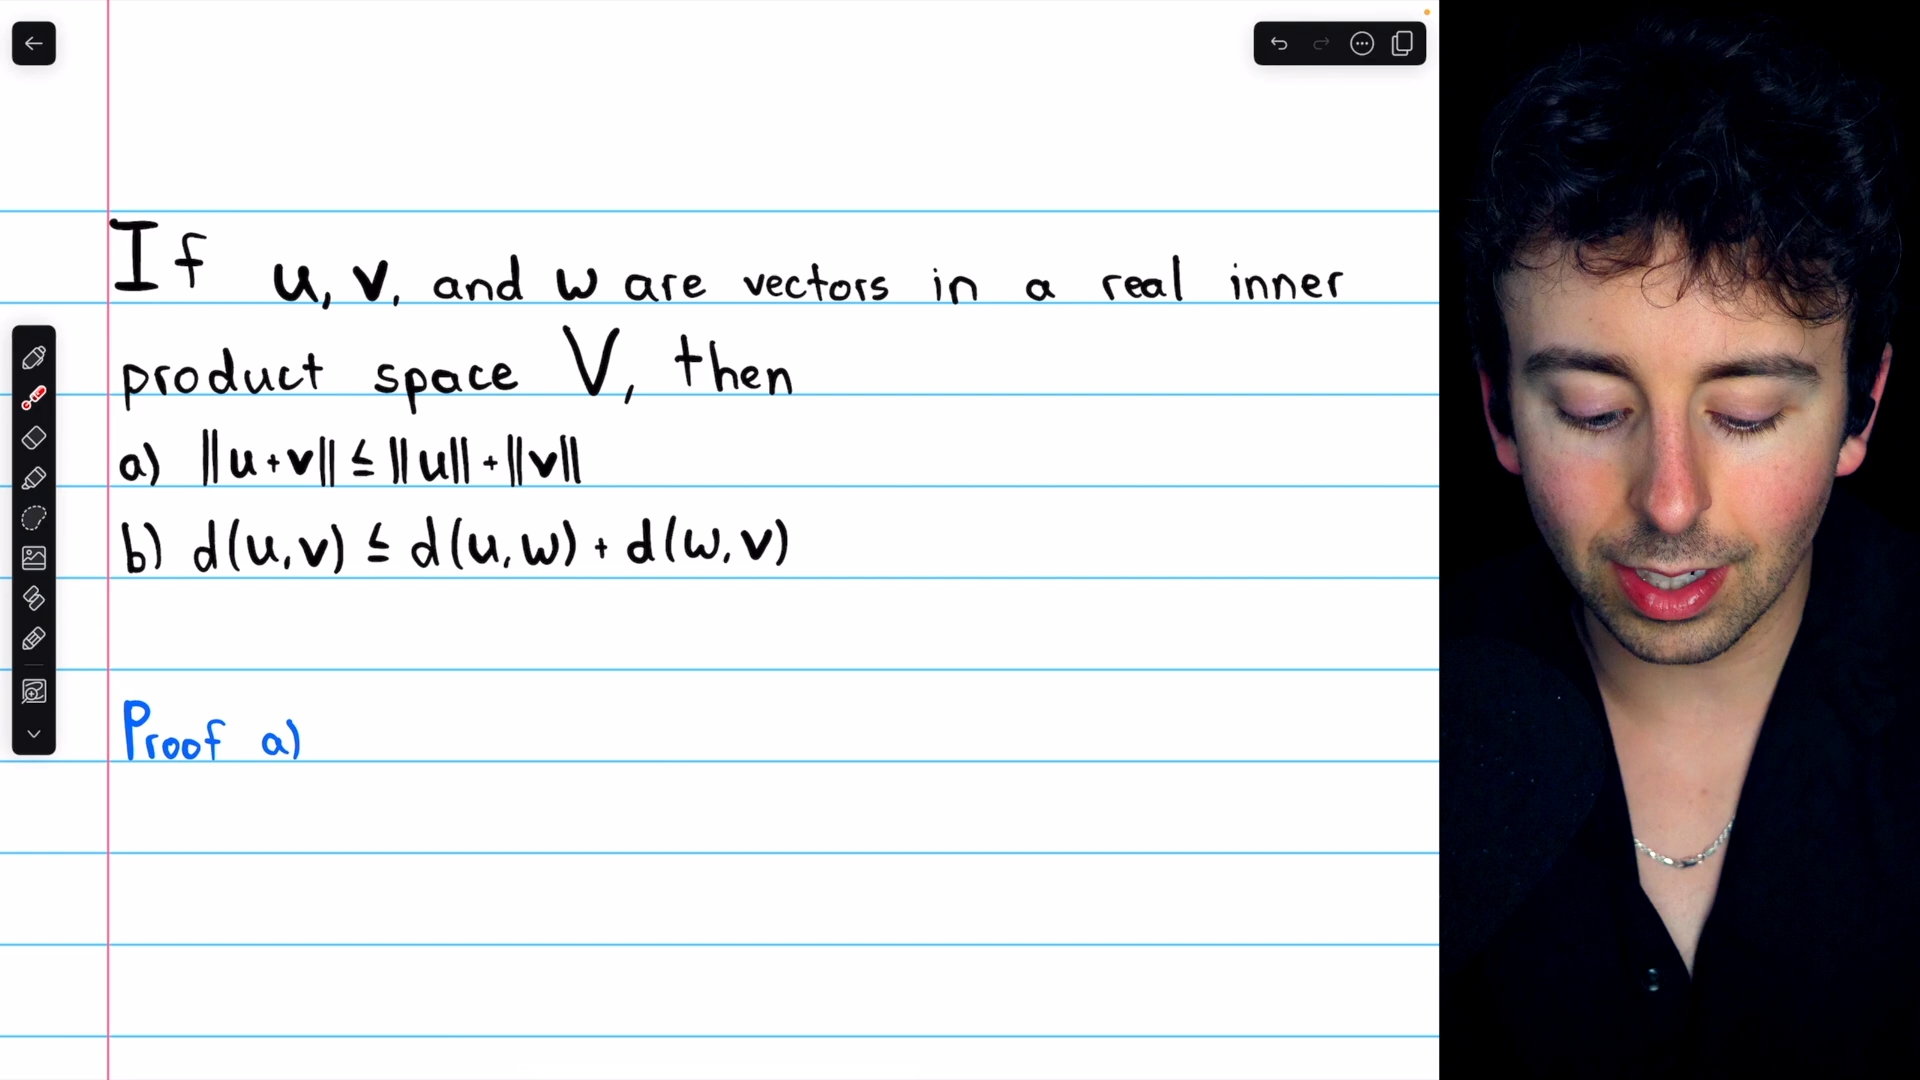 If u, v, and w are vectors in a real inner
product space V, then
a) ||u+v|| ≤ ||u|| + ||v||
b) d(u,v) ≤ d(u,w) + d(w,v)
Proof a)